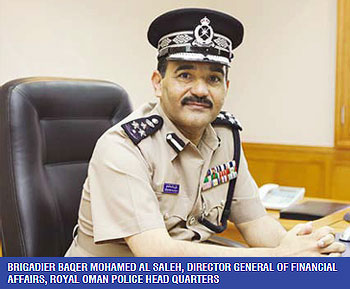 BRIGADIER BAQER MOHAMED AL SALEH, DIRECTOR GENERAL OF FINANCIAL
AFFAIRS, ROYAL OMAN POLICE HEAD QUARTERS